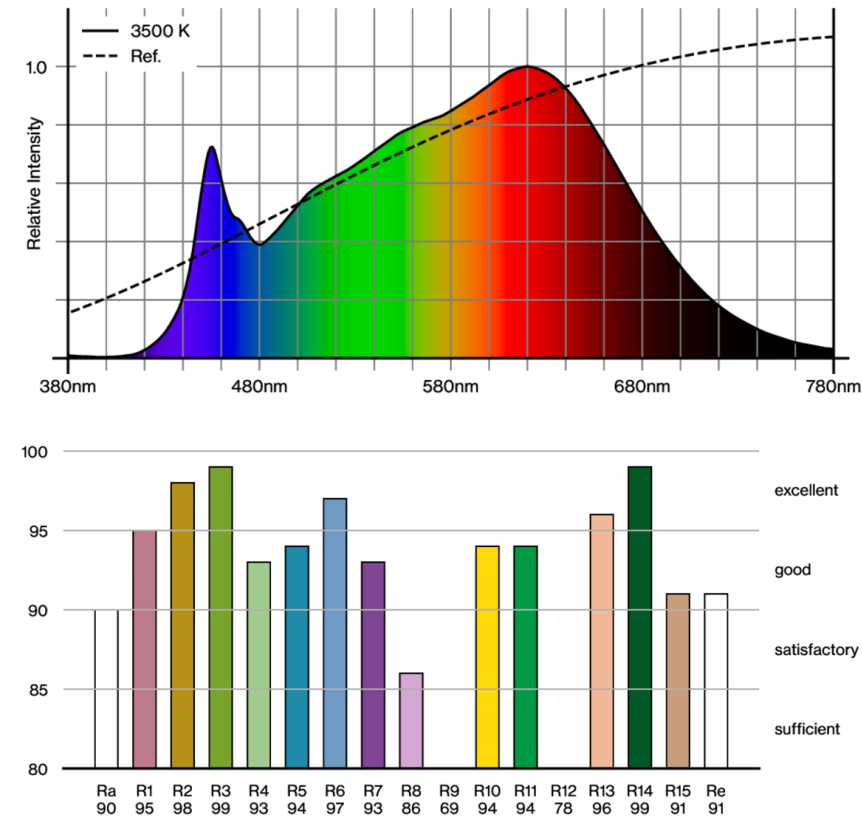 3500 K
Ref.
1.0
Relative Intensity
380nm 480nm 580nm 680nm 780nm
100
excellent
95
good
90
satisfactory
85
sufficient
80
Ra R1 R2 R3 R4 R5 R6 R7 R8 R9 R10 R11 R12 R13 R14 R15 Re
90 95 98 99 93 94 97 93 86 69 94 94 78 96 99 91 91